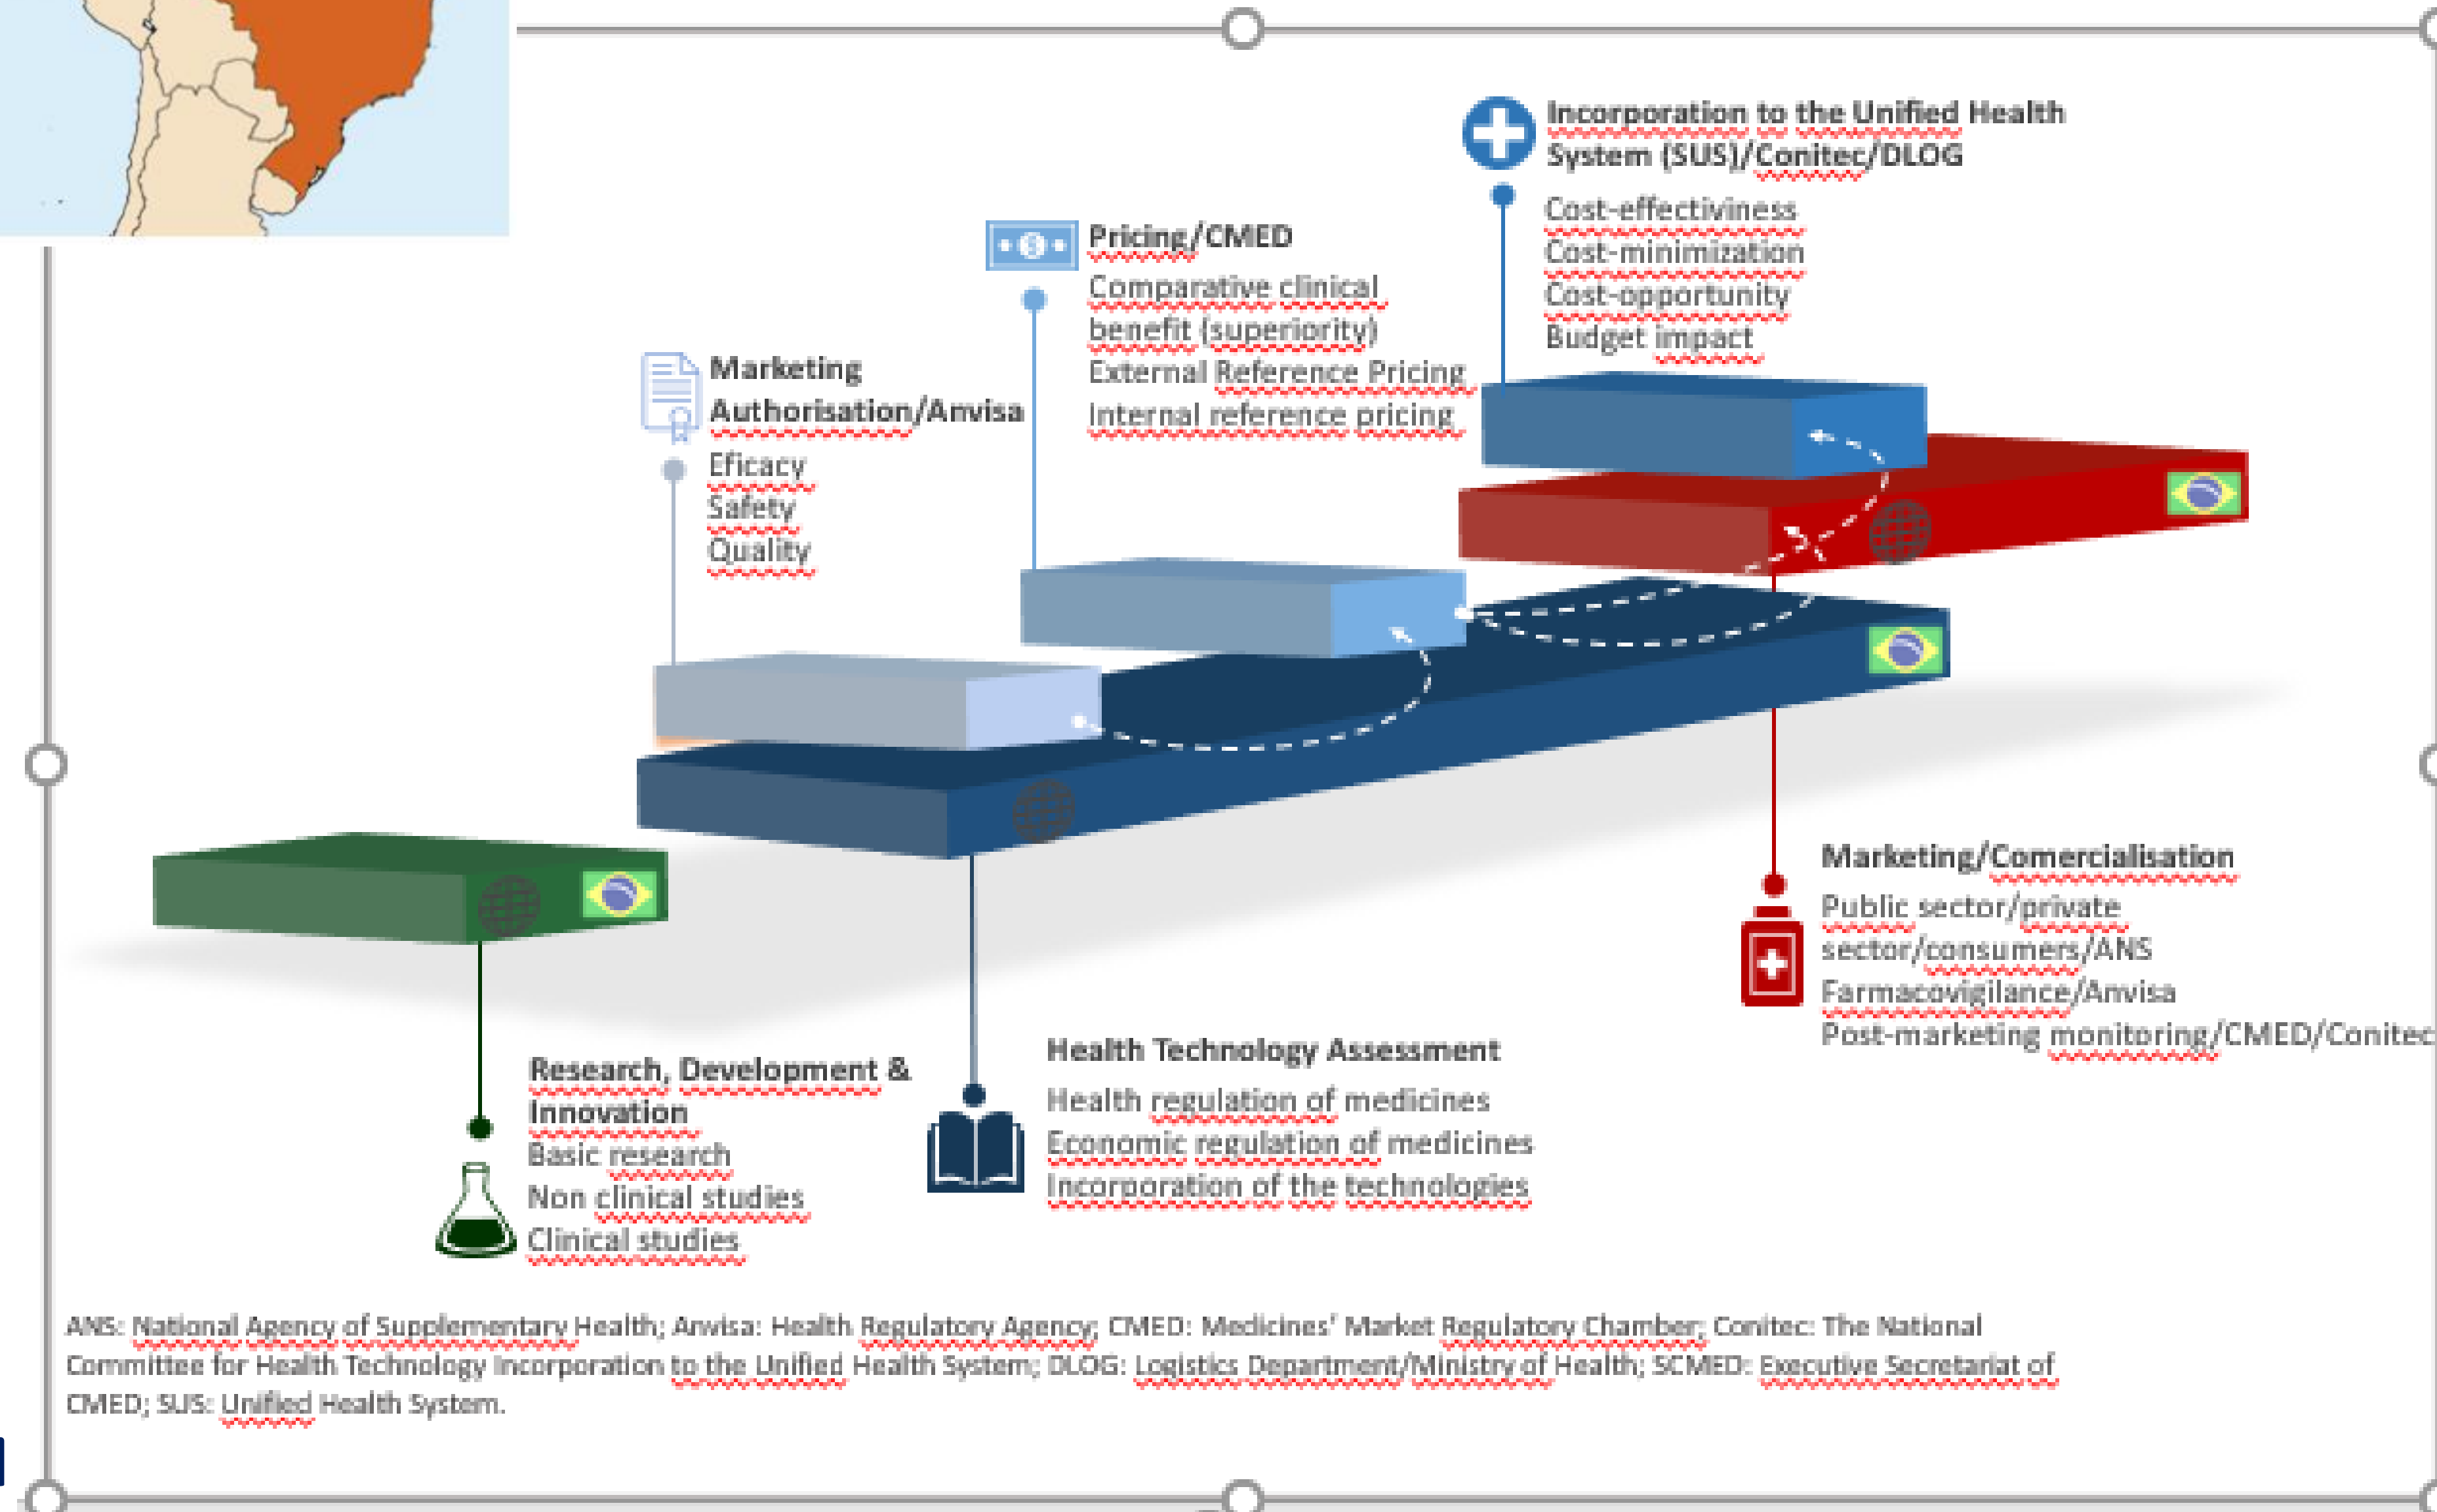 Incorporation to the Unified Health
System (SUS)/Conitec/DLOG
Cost-effectiviness
Cost-minimization
Cost-opportunity
Budget impact
Pricing/CMED
Comparative clinical
benefit (superiority)
External Reference Pricing
Internal reference pricing
Marketing
Authorisation/Anvisa
Eficacy
Safety
Quality
Marketing/Comercialisation
Public sector/private
sector/consumers/ANS
Farmacovigilance/Anvisa
Post-marketing monitoring/CMED/Conitec
Health Technology Assessment
Health regulation of medicines
Economic regulation of medicines
Incorporation of the technologies
Research, Development &
Innovation
Basic research
Non clinical studies
Clinical studies
ANS: National Agency of Supplementary Health; Anvisa: Health Regulatory Agency; CMED: Medicines' Market Regulatory Chamber; Conitec: The National
Committee for Health Technology Incorporation to the Unified Health System; DLOG: Logistics Department/Ministry of Health; SCMED: Executive Secretariat of
CMED; SUS: Unified Health System.